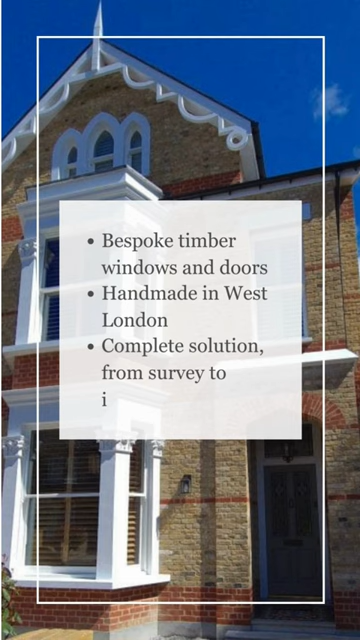 • Bespoke timber
windows and doors
• Handmade in West
London
• Complete solution,
from survey to
i